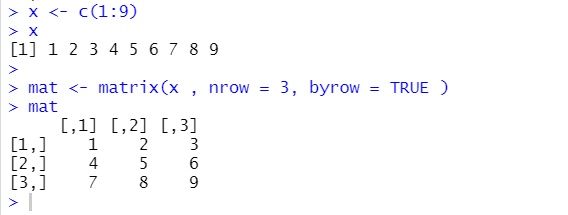 > x <- c(1:9)
> x
[1] 1 2 3 4 5 6 7 8 9
>
> mat <- matrix(x , nrow = 3, byrow = TRUE )
> mat
     [,1] [,2] [,3]
[1,]    1    2    3
[2,]    4    5    6
[3,]    7    8    9
>